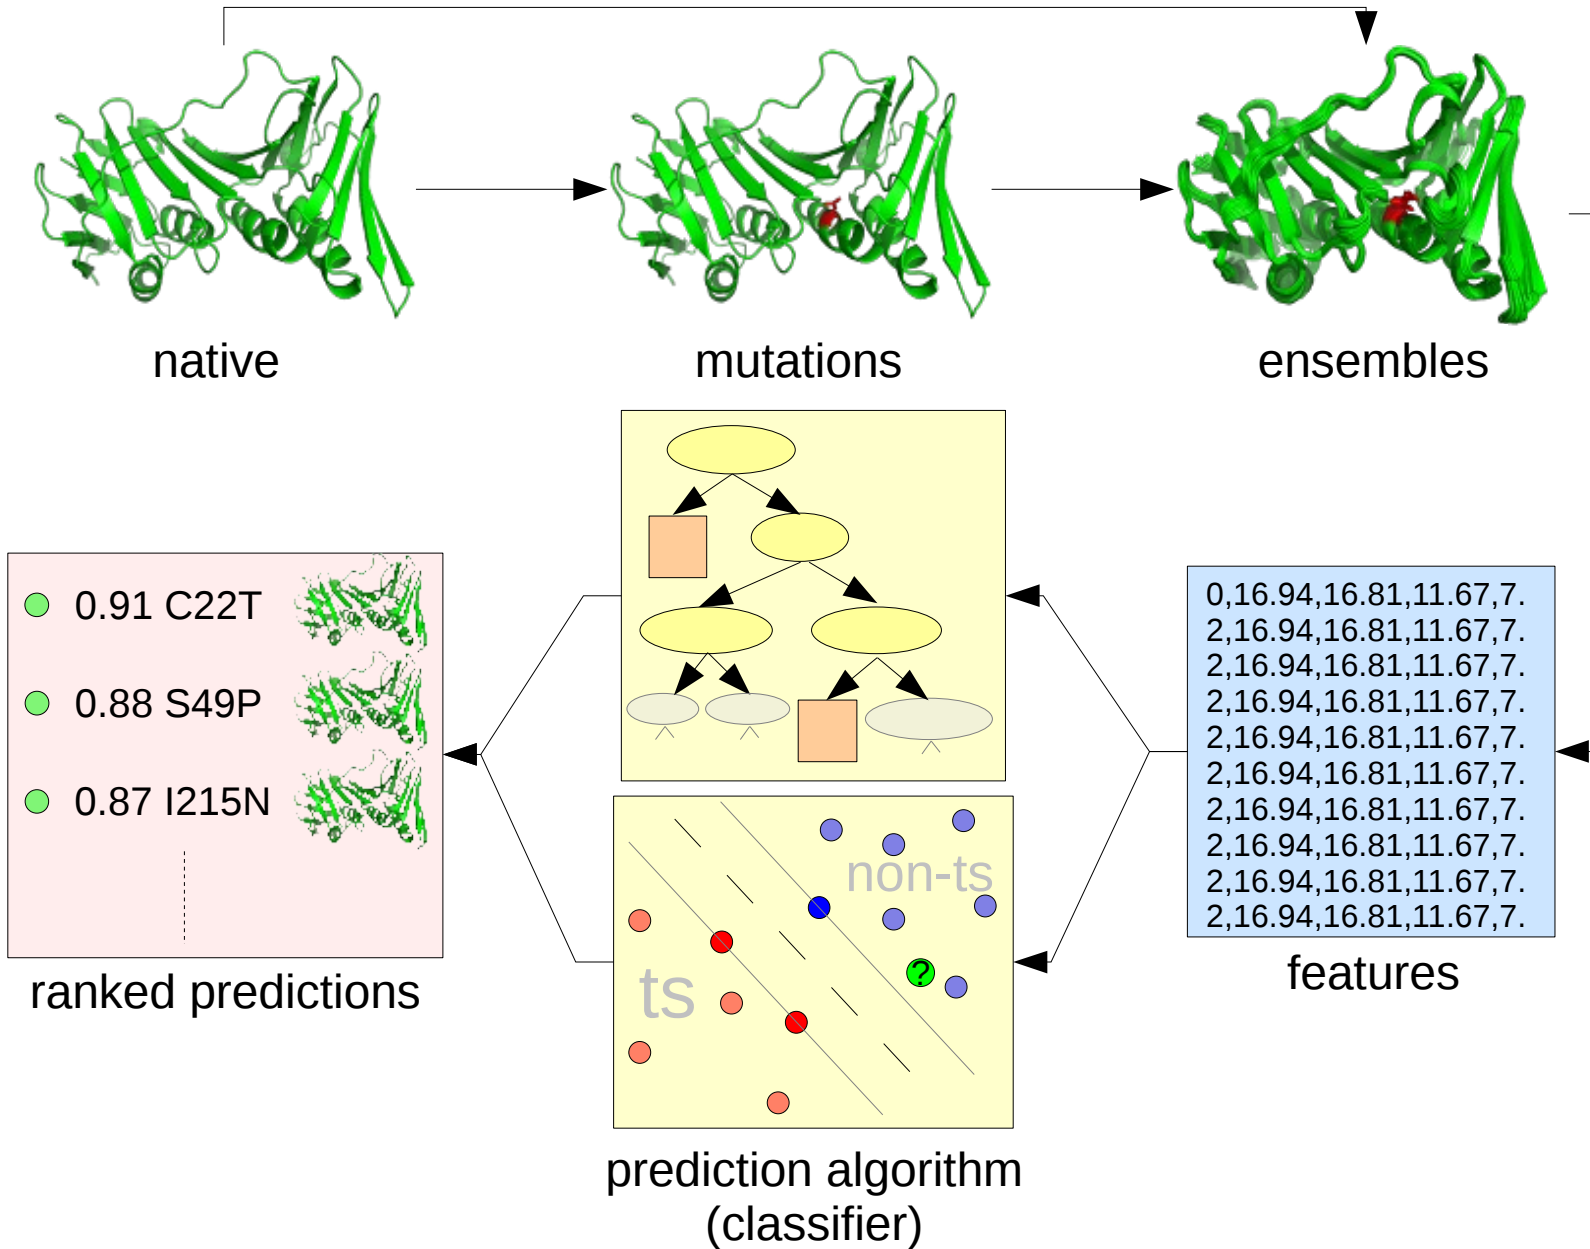 native
mutations
ensembles
0.91 C22T
0.88 S49P
0.87 I215N
ranked predictions
non-ts
ts
?
prediction algorithm
(classifier)
0,16.94,16.81,11.67,7.
2,16.94,16.81,11.67,7.
2,16.94,16.81,11.67,7.
2,16.94,16.81,11.67,7.
2,16.94,16.81,11.67,7.
2,16.94,16.81,11.67,7.
2,16.94,16.81,11.67,7.
2,16.94,16.81,11.67,7.
2,16.94,16.81,11.67,7.
2,16.94,16.81,11.67,7.
features